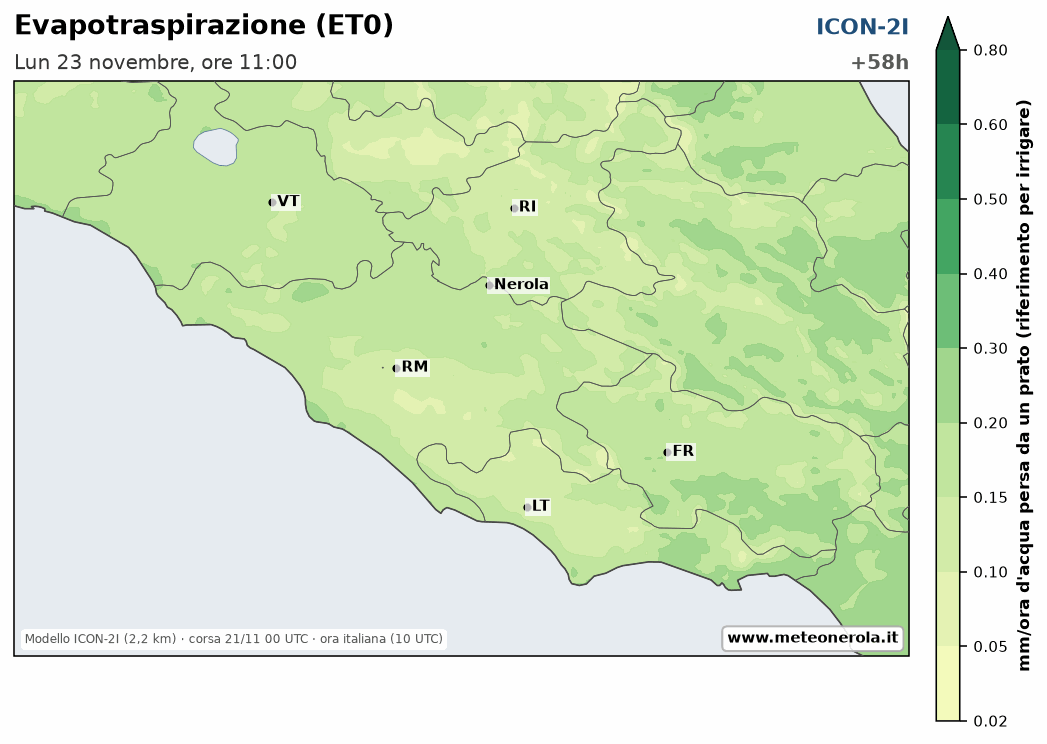 Evapotraspirazione (ET0)
ICON-2I
Lun 23 novembre, ore 11:00
+58h
VT
RI
Nerola
RM
FR
LT
Modello ICON-2I (2,2 km) · corsa 21/11 00 UTC · ora italiana (10 UTC)
www.meteonerola.it
0.80
0.60
0.50
0.40
0.30
0.20
0.15
0.10
0.05
0.02
mm/ora d'acqua persa da un prato (riferimento per irrigare)